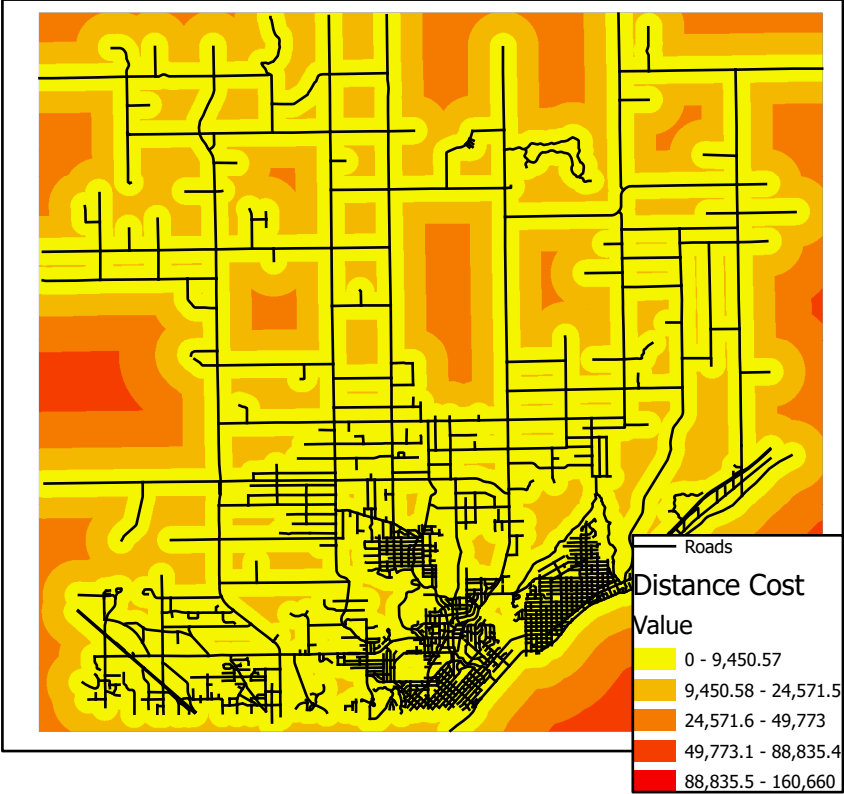 Roads
Distance Cost
Value
0 - 9,450.57
9,450.58 - 24,571.5
24,571.6 - 49,773
49,773.1 - 88,835.4
88,835.5 - 160,660